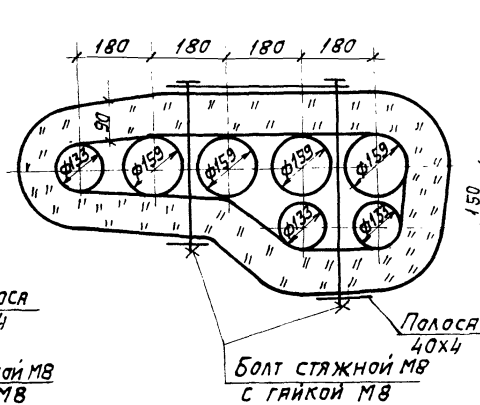 180 180 180 180
90
ф133 ф159 ф159 ф159 ф159
150
ф133 ф133
Полоса
40х4
Болт стяжной М8
с гайкой М8